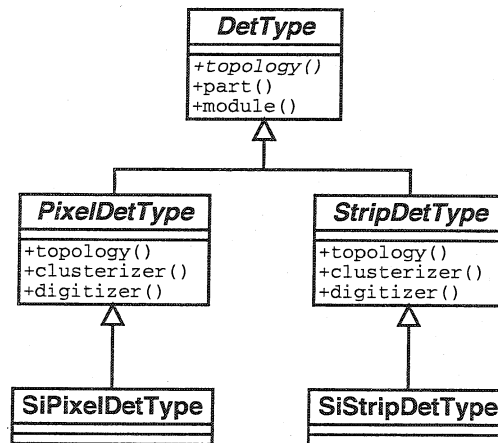 DetType
+topology()
+part()
+module()
PixelDetType
+topology()
+clusterizer()
+digitizer()
StripDetType
+topology()
+clusterizer()
+digitizer()
SiPixelDetType
SiStripDetType